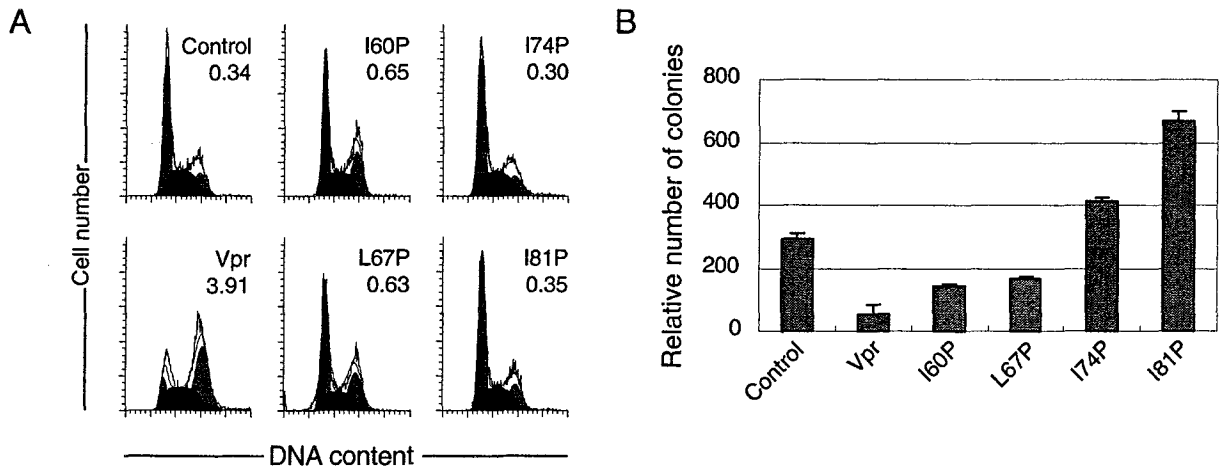 A
Cell number
Control
0.34
I60P
0.65
I74P
0.30
Vpr
3.91
L67P
0.63
I81P
0.35
DNA content
B
Relative number of colonies
800
600
400
200
0
Control
Vpr
I60P
L67P
I74P
I81P